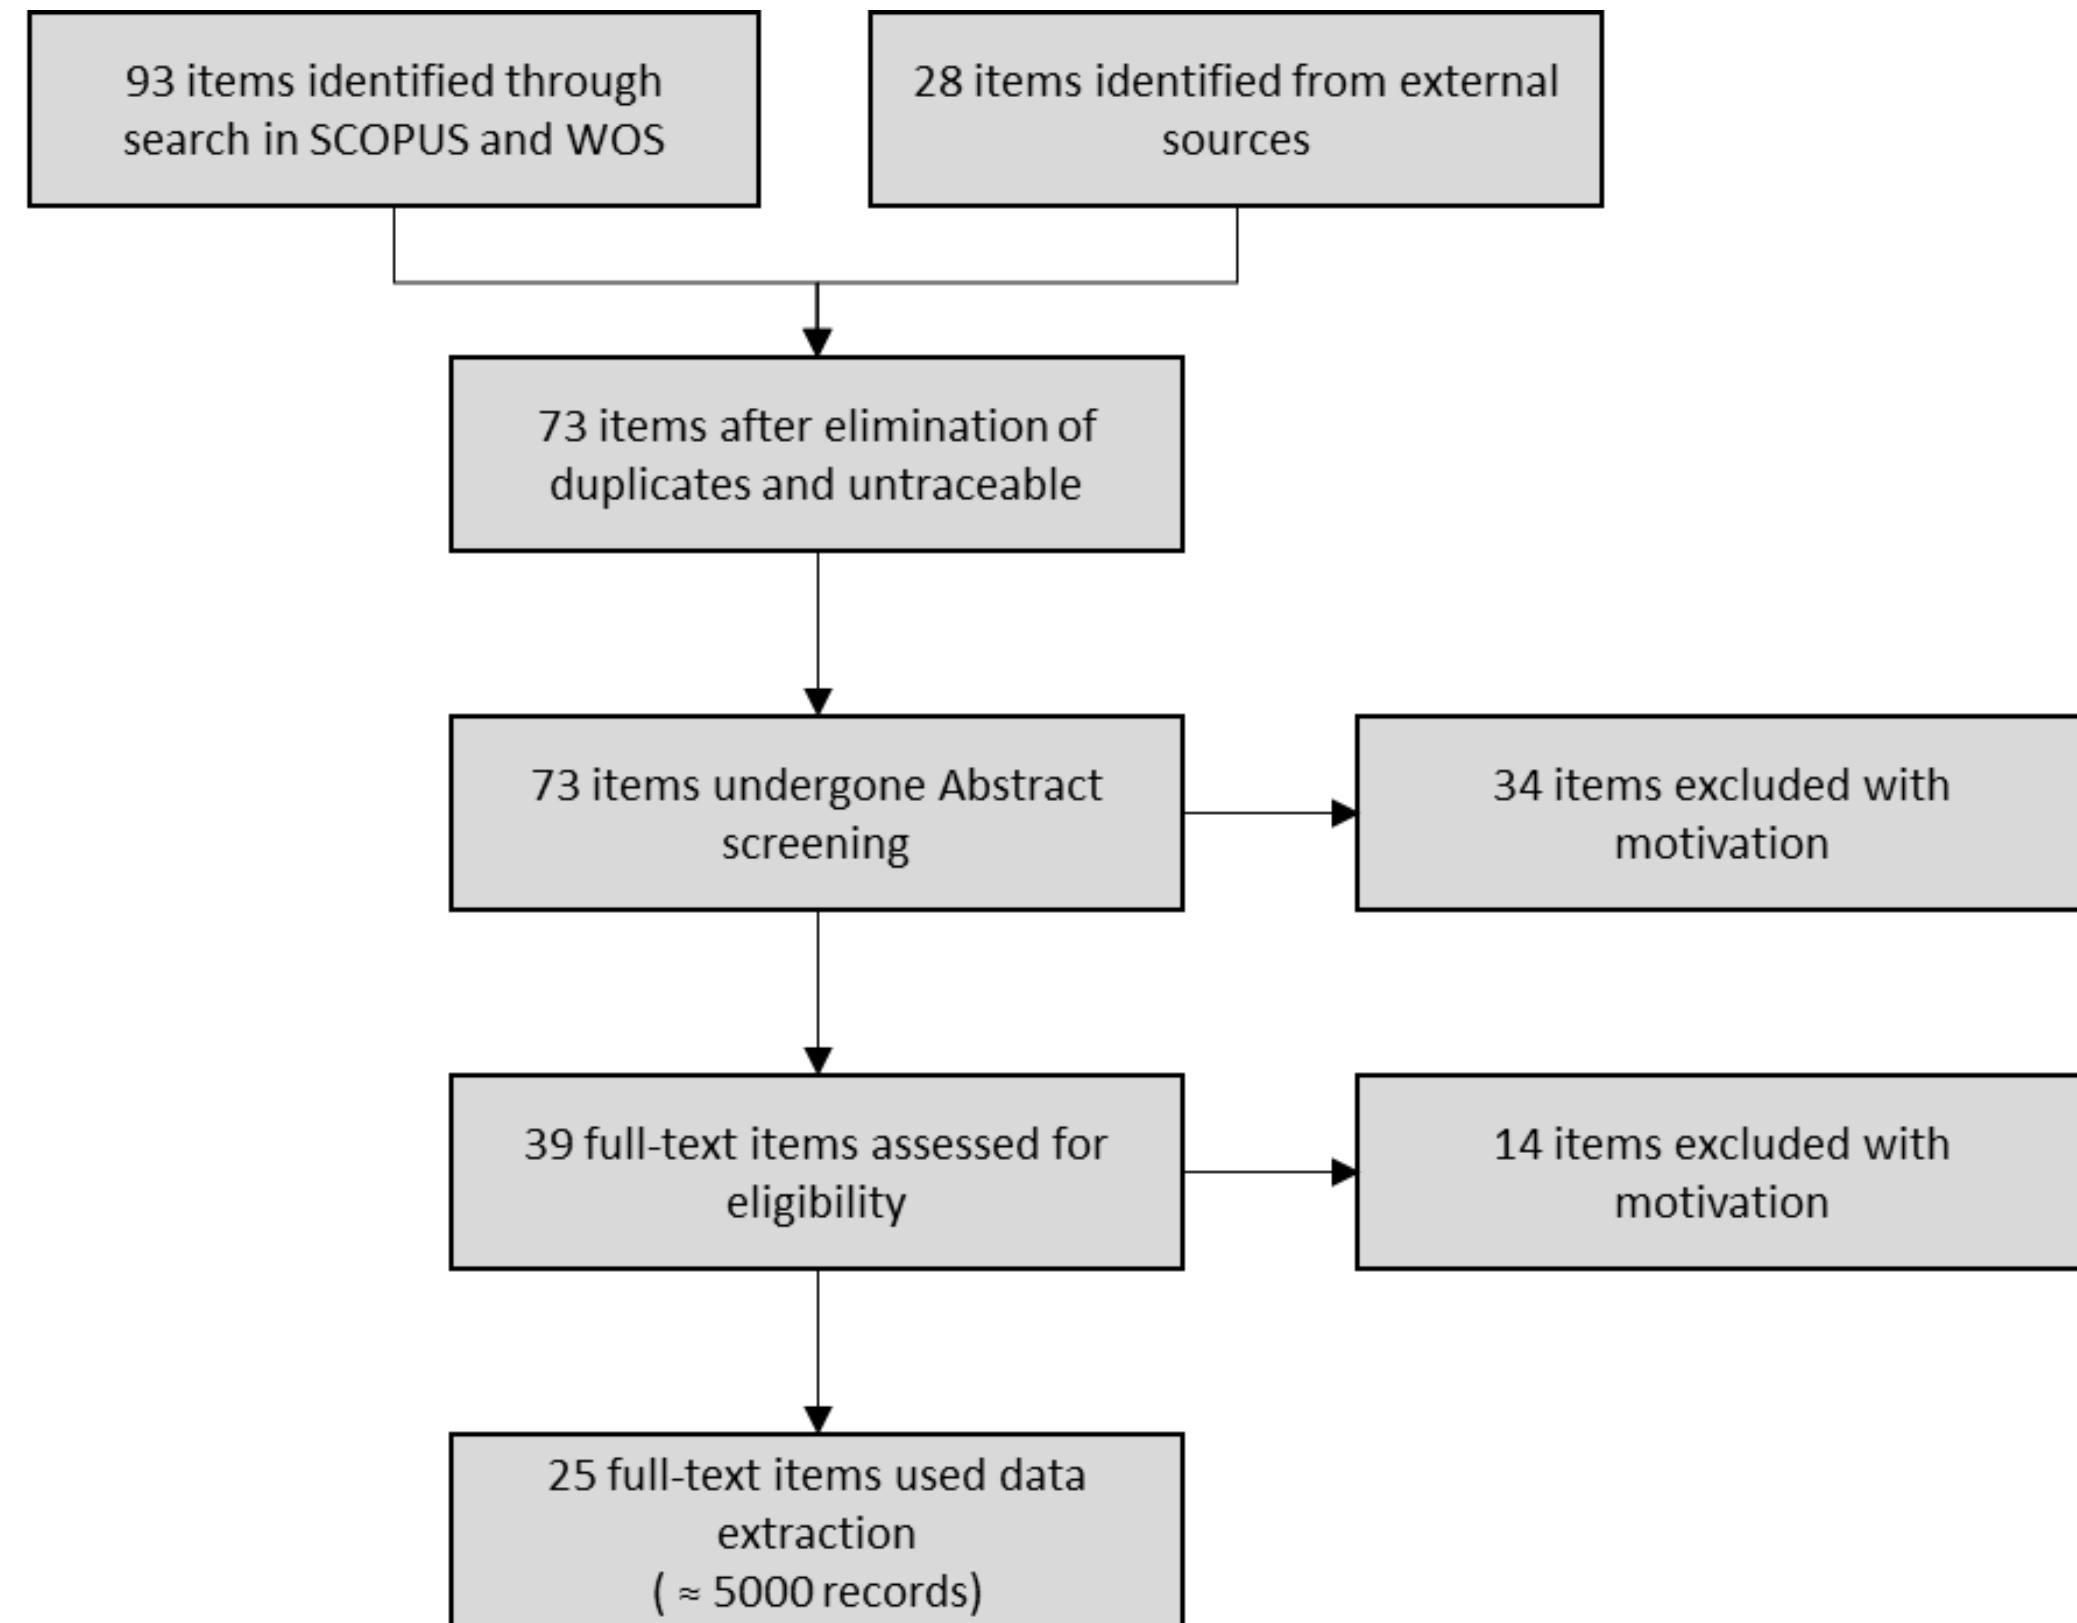 93 items identified through
search in SCOPUS and WOS
28 items identified from external
sources
73 items after elimination of
duplicates and untraceable
73 items undergone Abstract
screening
34 items excluded with
motivation
39 full-text items assessed for
eligibility
14 items excluded with
motivation
25 full-text items used data
extraction
( ≈ 5000 records)